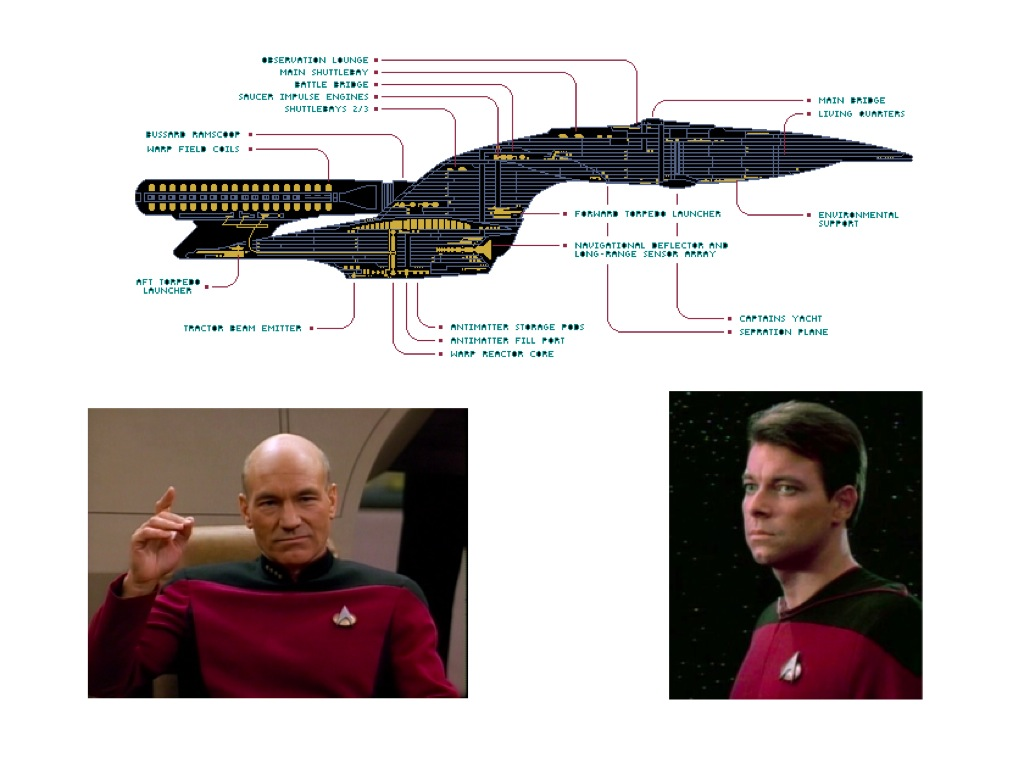 OBSERVATION LOUNGE
MAIN SHUTTLEBAY
BATTLE BRIDGE
SAUCER IMPULSE ENGINES
SHUTTLEBAYS 2/3
MAIN BRIDGE
LIVING QUARTERS
BUSSARD RAMSCOOP
WARP FIELD COILS
FORWARD TORPEDO LAUNCHER
ENVIRONMENTAL
SUPPORT
NAVIGATIONAL DEFLECTOR AND
LONG-RANGE SENSOR ARRAY
AFT TORPEDO
LAUNCHER
CAPTAINS YACHT
SEPRATION PLANE
TRACTOR BEAM EMITTER
ANTIMATTER STORAGE PODS
ANTIMATTER FILL PORT
WARP REACTOR CORE